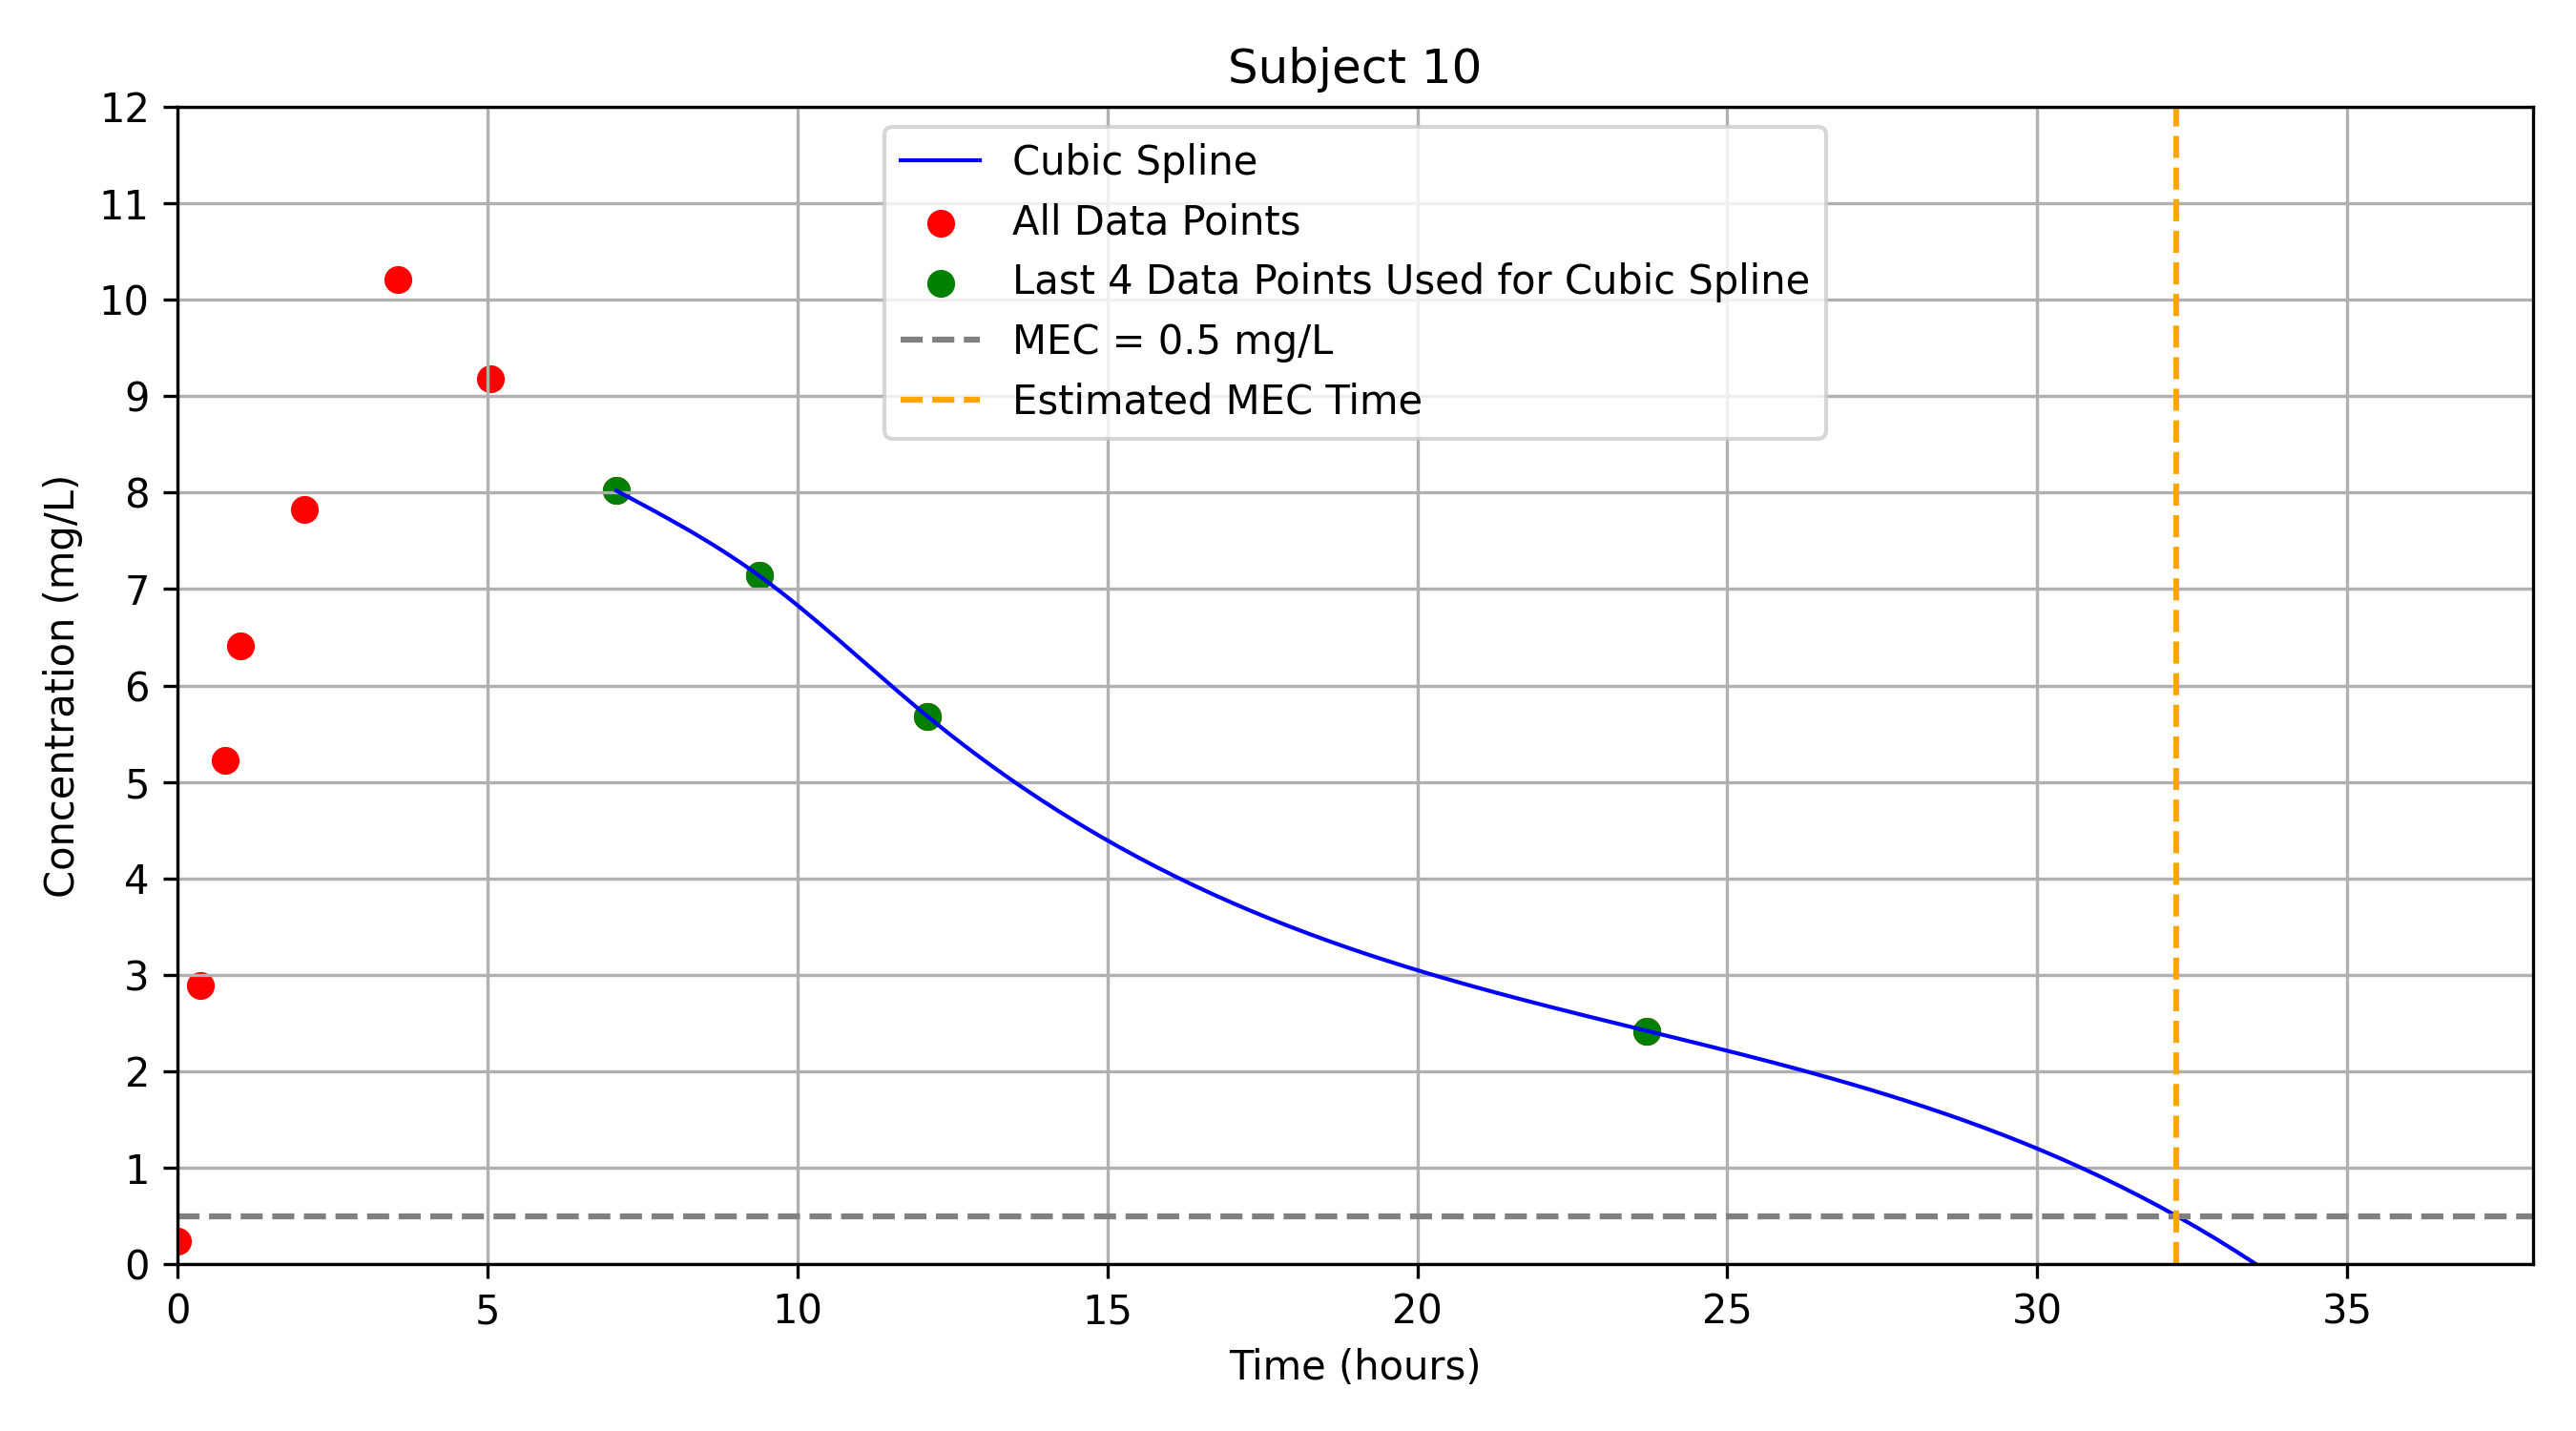 Subject 10
12
11
10
9
8
7
6
5
4
3
2
1
0
Concentration (mg/L)
Cubic Spline
All Data Points
Last 4 Data Points Used for Cubic Spline
MEC = 0.5 mg/L
Estimated MEC Time
0 5 10 15 20 25 30 35
Time (hours)